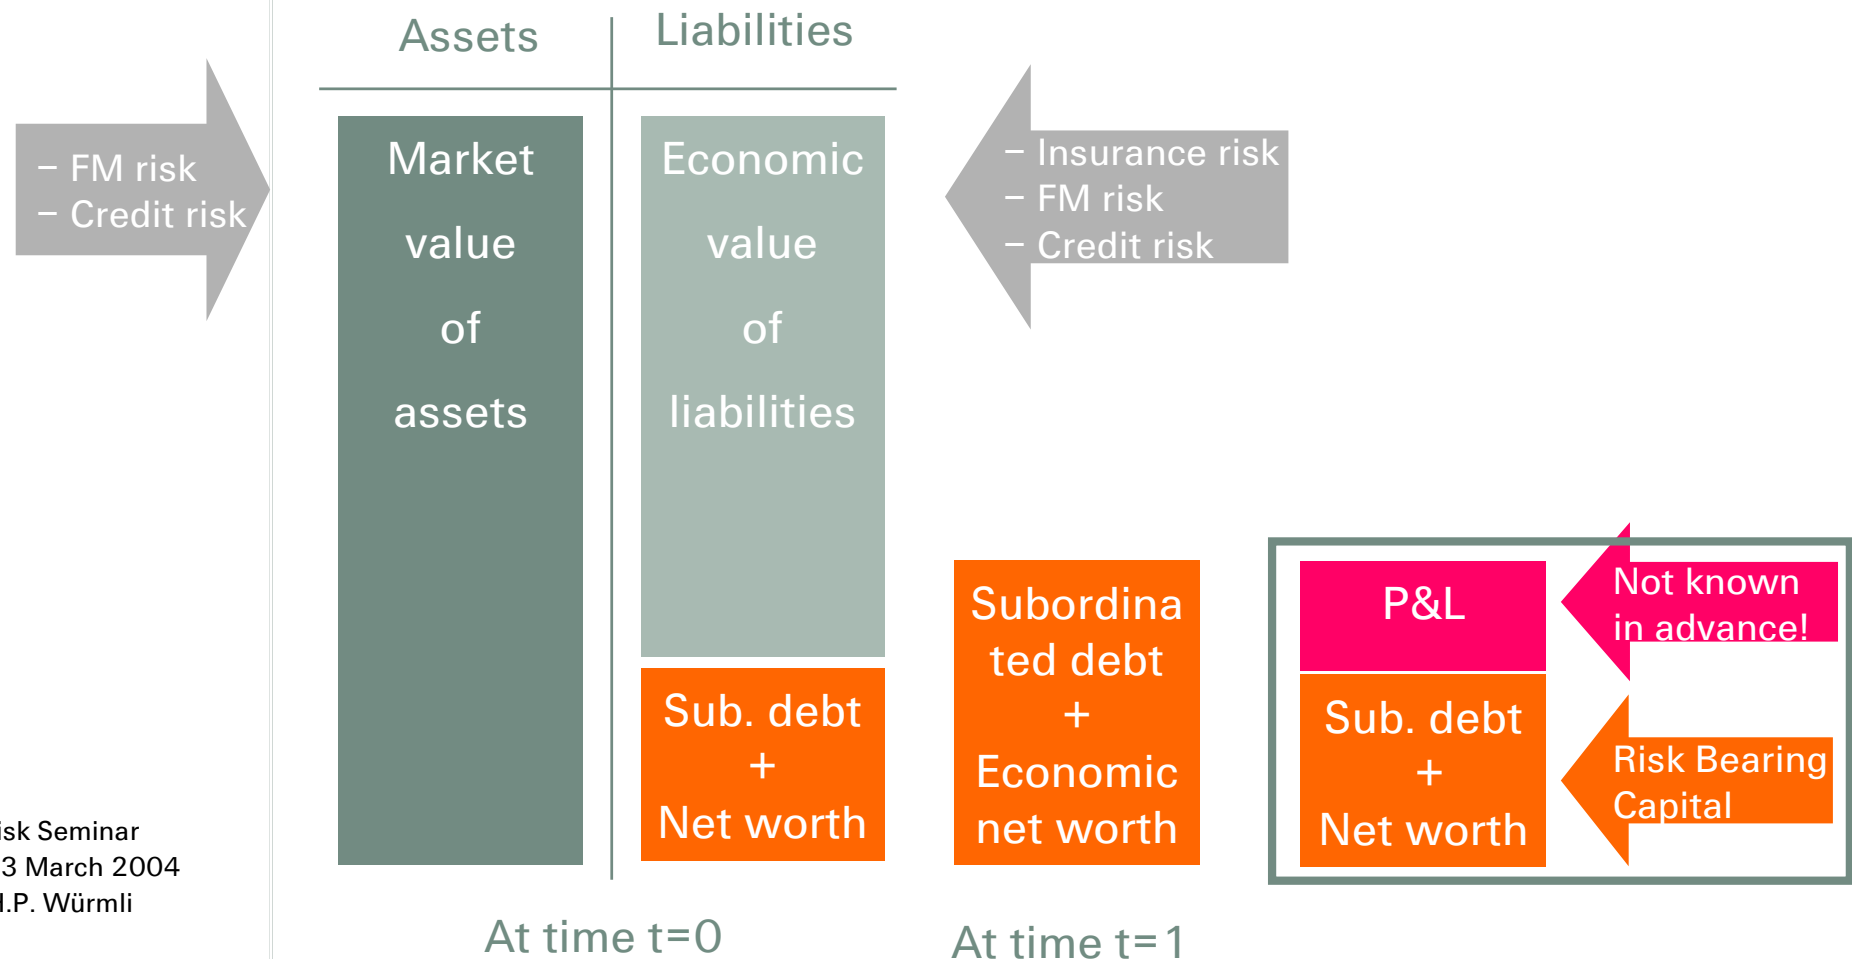 Assets
Liabilities
– FM risk
– Credit risk
Market
value
of
assets
Economic
value
of
liabilities
– Insurance risk
– FM risk
– Credit risk
Sub. debt
+
Net worth
Subordina
ted debt
+
Economic
net worth
P&L
Not known
in advance!
Sub. debt
+
Net worth
Risk Bearing
Capital
isk Seminar
3 March 2004
H.P. Würmli
At time t=0
At time t=1